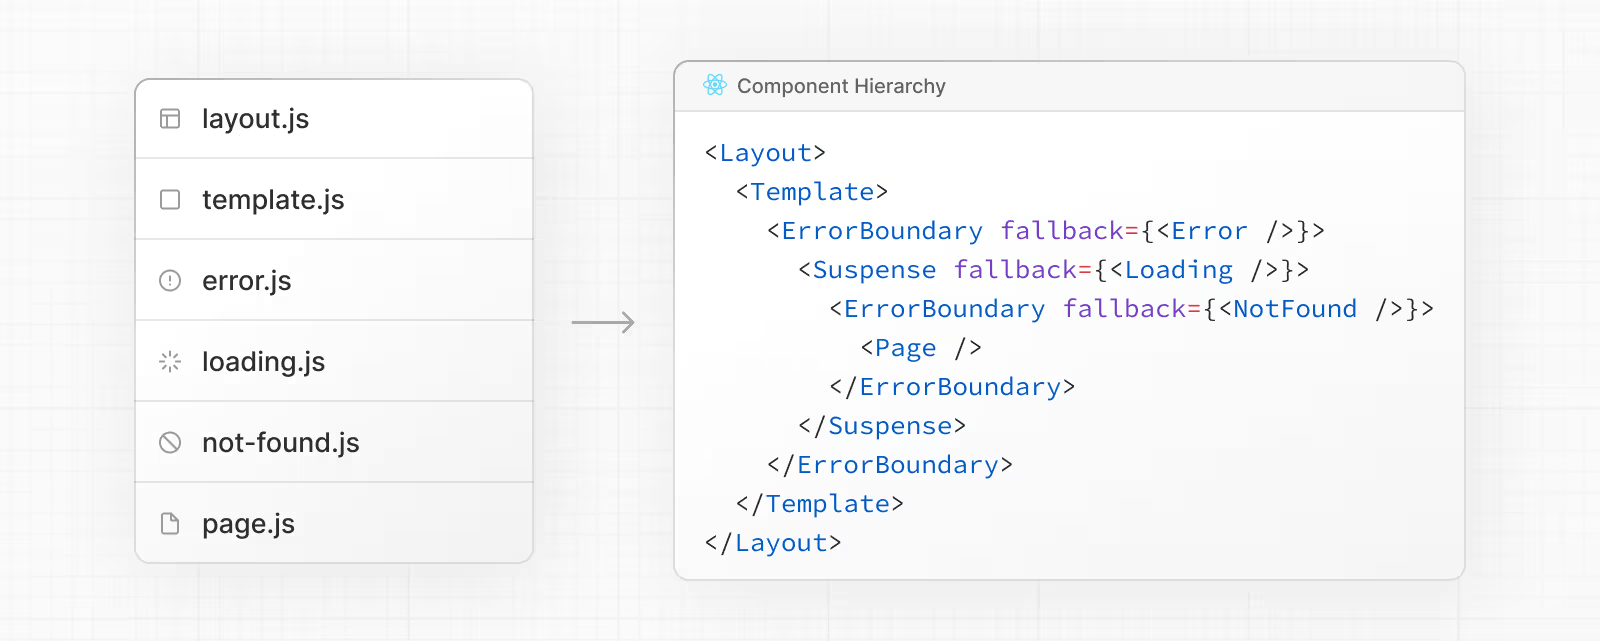 layout.js
template.js
error.js
loading.js
not-found.js
page.js
Component Hierarchy
<Layout>
<Template>
<ErrorBoundary fallback={<Error />}>
<Suspense fallback={<Loading />}>
<ErrorBoundary fallback={<NotFound />}>
<Page />
</ErrorBoundary>
</Suspense>
</ErrorBoundary>
</Template>
</Layout>